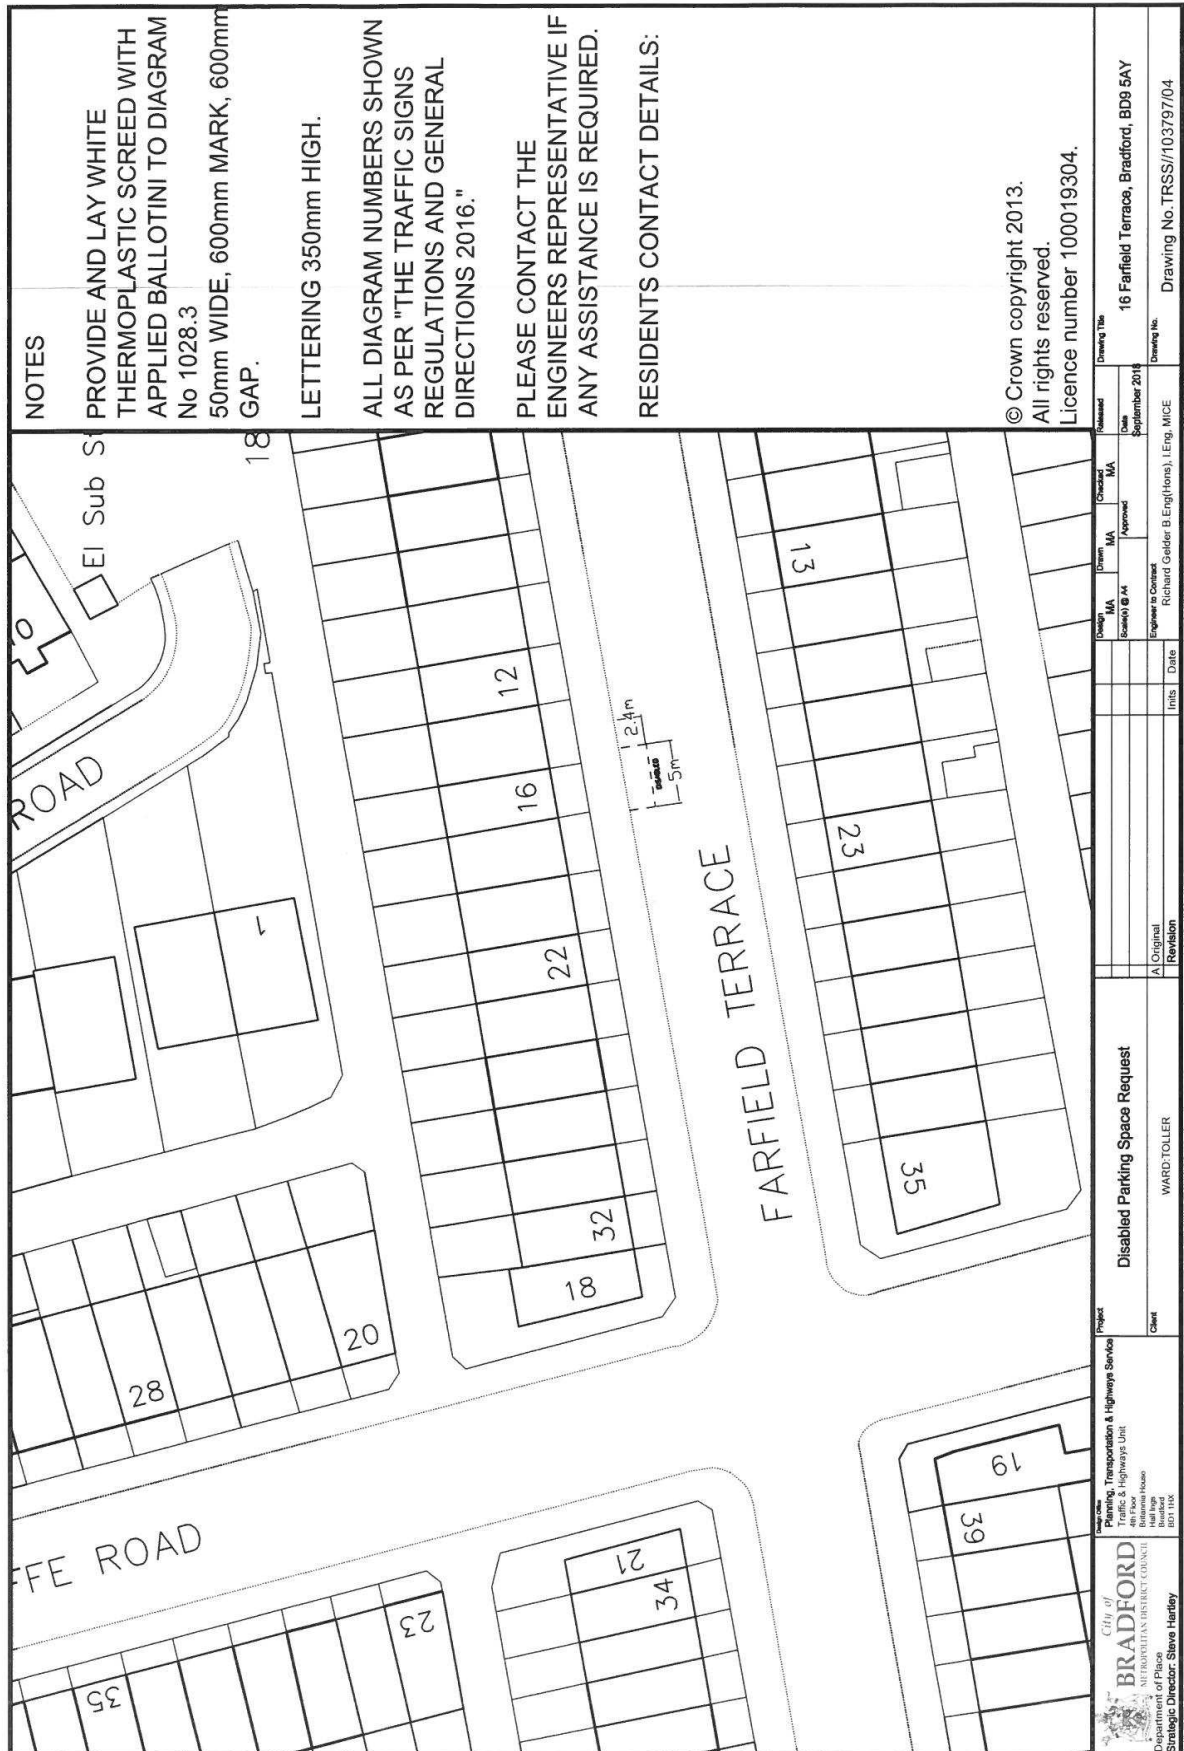 NOTES
PROVIDE AND LAY WHITE
THERMOPLASTIC SCREED WITH
APPLIED BALLOTINI TO DIAGRAM
No 1028.3
50mm WIDE, 600mm MARK, 600mm
GAP.
LETTERING 350mm HIGH.
ALL DIAGRAM NUMBERS SHOWN
AS PER "THE TRAFFIC SIGNS
REGULATIONS AND GENERAL
DIRECTIONS 2016."
PLEASE CONTACT THE
ENGINEERS REPRESENTATIVE IF
ANY ASSISTANCE IS REQUIRED.
RESIDENTS CONTACT DETAILS:
© Crown copyright 2013.
All rights reserved.
Licence number 100019304.
ROAD
El Sub S
18
1
FFE ROAD
28
20
35
23
18
32
22
16
12
DISABLED
2.4m
5m
FARFIELD TERRACE
21
34
35
23
13
39
19
City of
BRADFORD
METROPOLITAN DISTRICT COUNCIL
Department of Place
Strategic Director: Steve Hartley
Design Office
Planning, Transportation & Highways Service
Traffic & Highways Unit
4th Floor
Britannia House
Hall Ings
Bradford
BD1 1HX
Project
Disabled Parking Space Request
Client
WARD:TOLLER
A Original
Revision
Inits
Date
Design
MA
Drawn
MA
Checked
MA
Released
Scale(s) @ A4
Approved
Date
September 2018
Engineer to Contract
Richard Gelder B.Eng(Hons), I.Eng, MICE
Drawing Title
16 Farfield Terrace, Bradford, BD9 5AY
Drawing No.
Drawing No.TRSS//103797/04